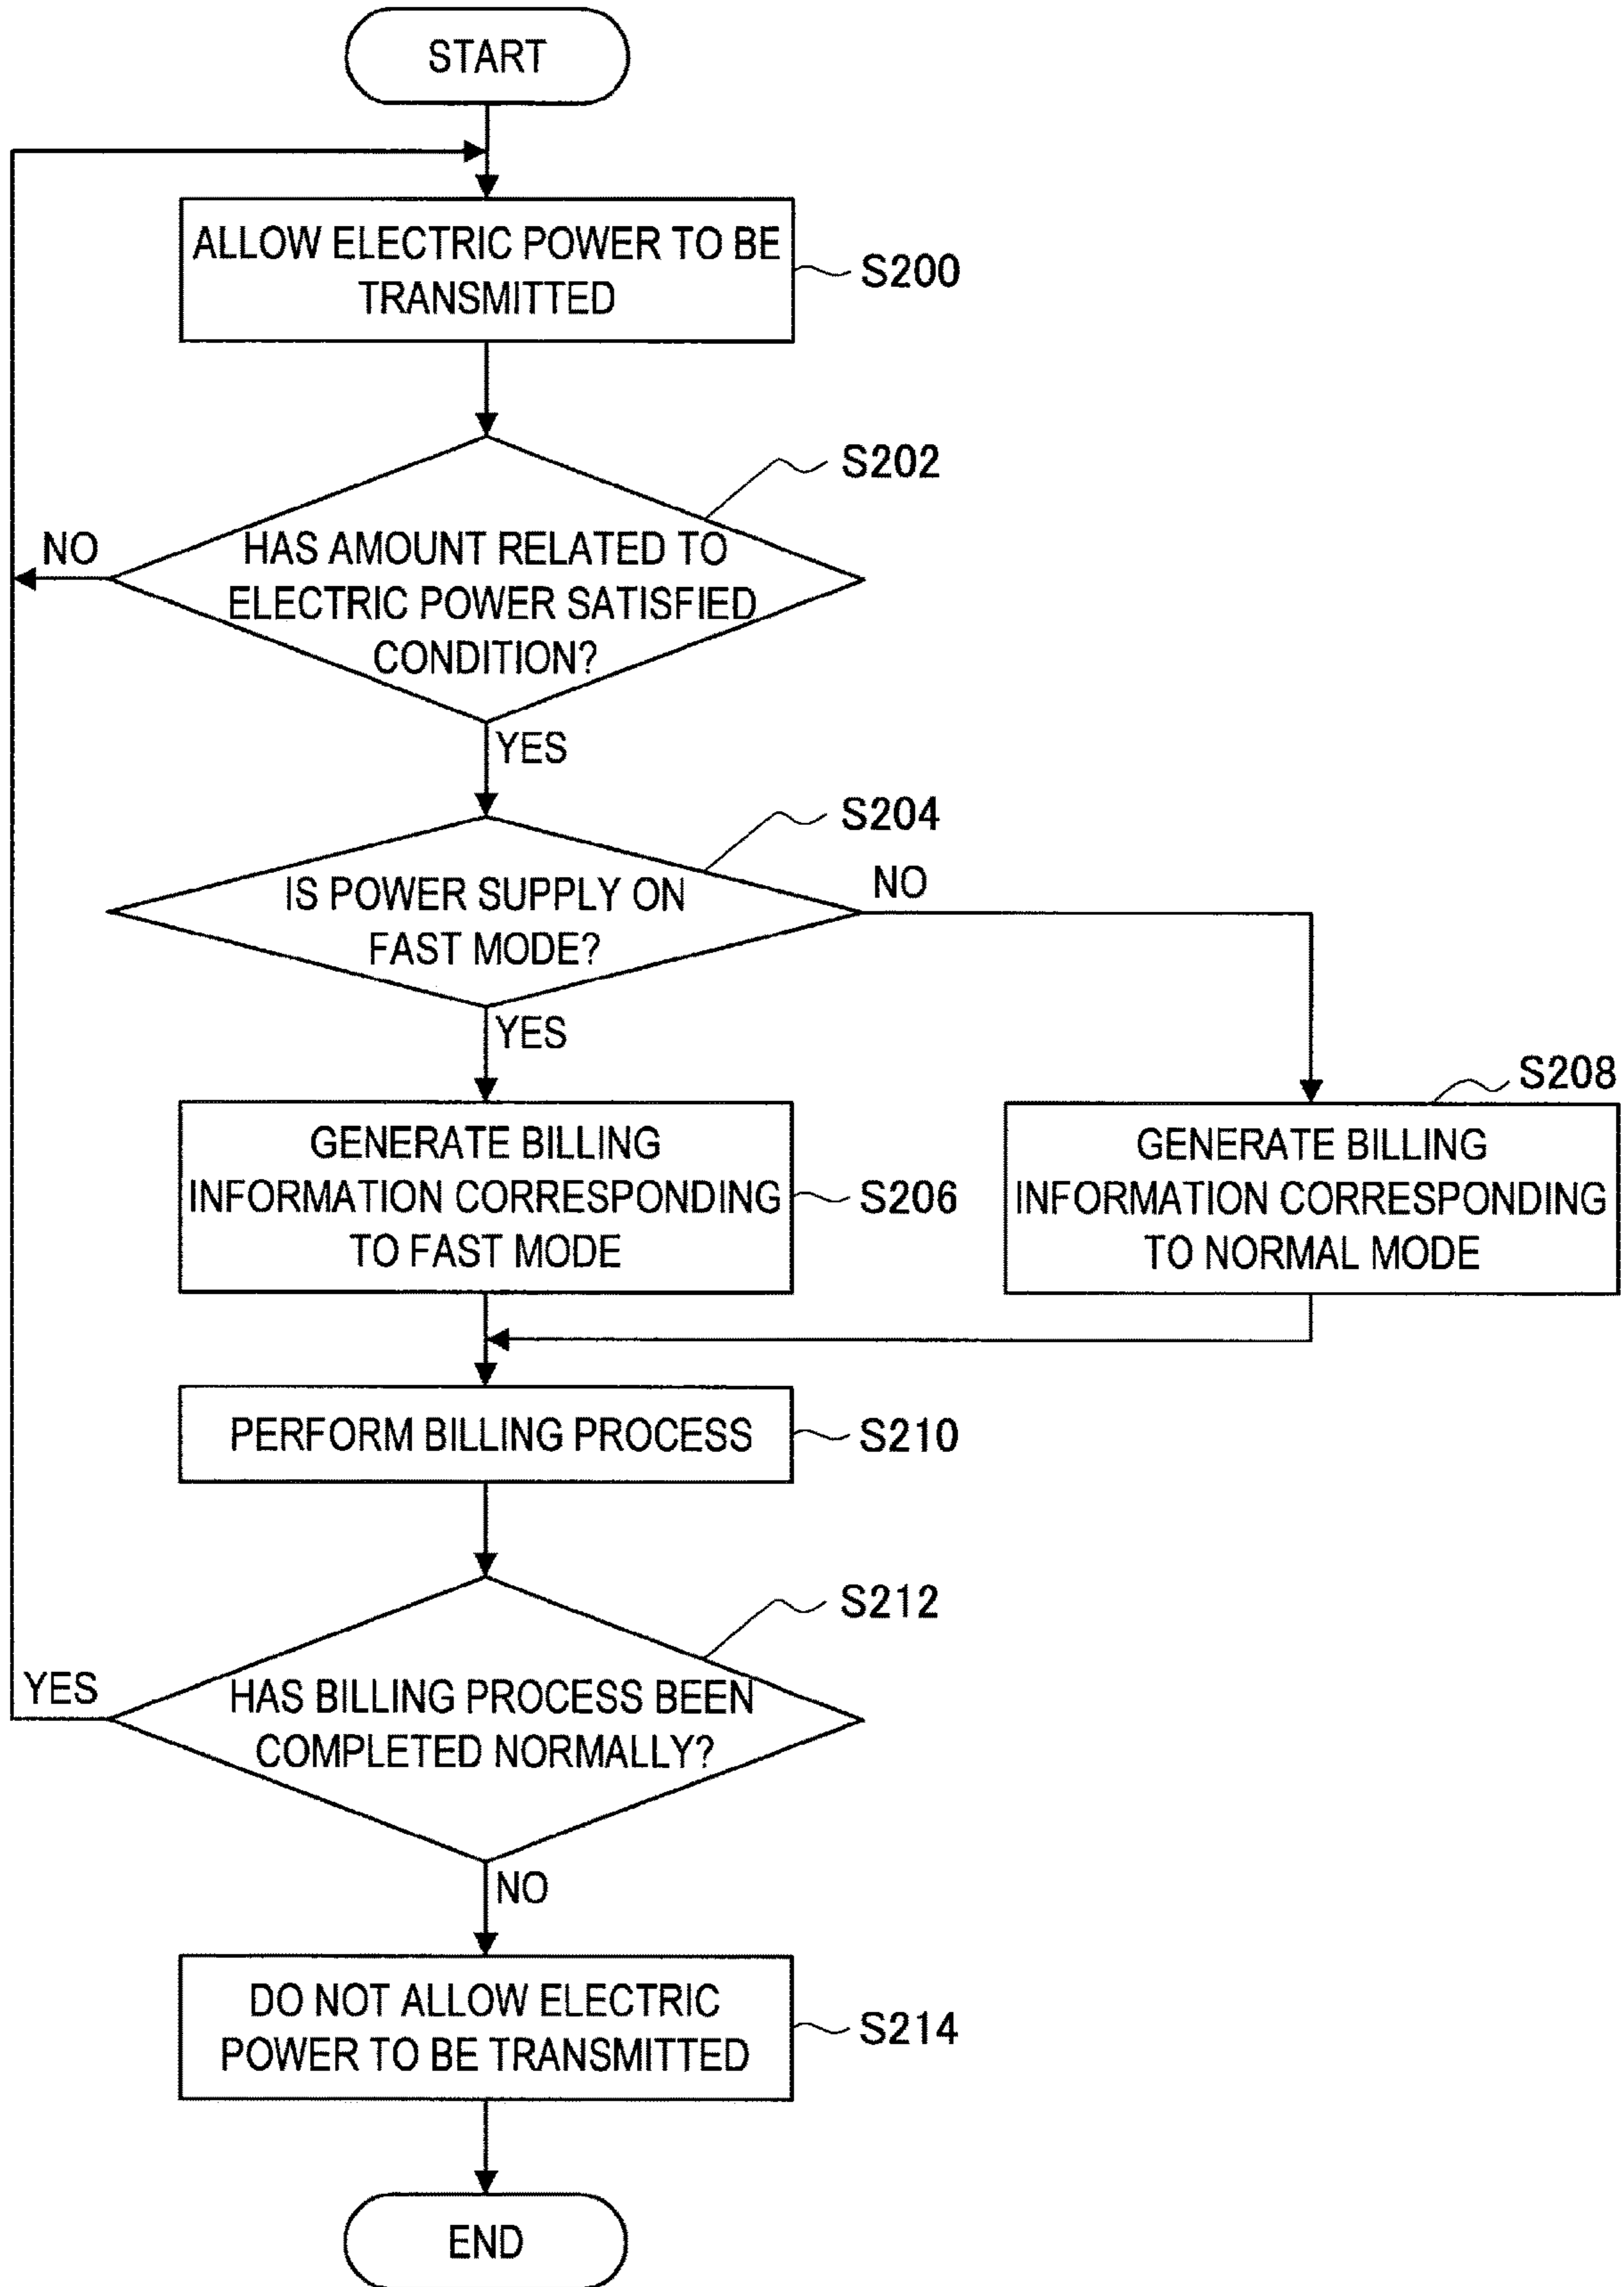 START
ALLOW ELECTRIC POWER TO BE
TRANSMITTED
S200
S202
NO
HAS AMOUNT RELATED TO
ELECTRIC POWER SATISFIED
CONDITION?
YES
S204
IS POWER SUPPLY ON
FAST MODE?
NO
YES
GENERATE BILLING
INFORMATION CORRESPONDING
TO FAST MODE
S206
S208
GENERATE BILLING
INFORMATION CORRESPONDING
TO NORMAL MODE
PERFORM BILLING PROCESS
S210
S212
YES
HAS BILLING PROCESS BEEN
COMPLETED NORMALLY?
NO
DO NOT ALLOW ELECTRIC
POWER TO BE TRANSMITTED
S214
END